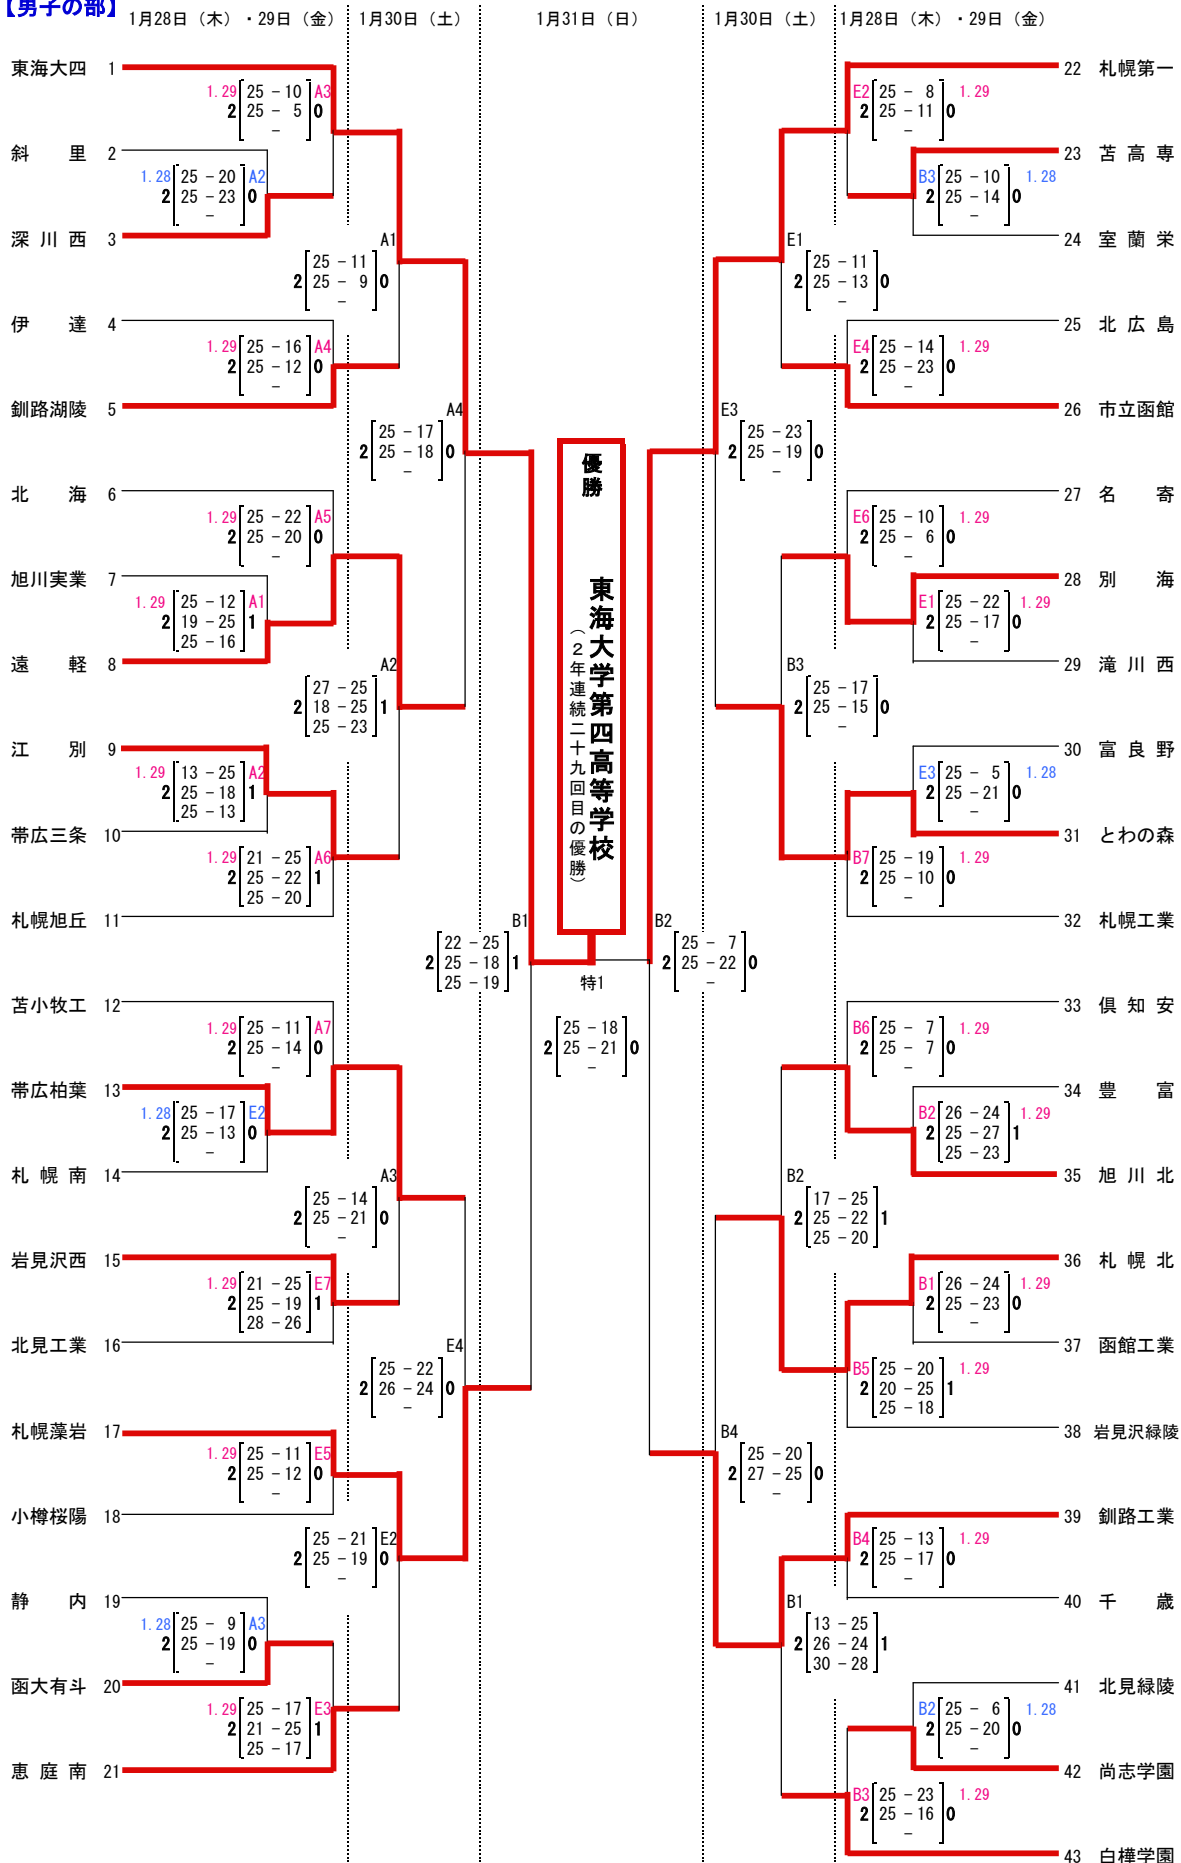 【男子の部】
1月28日（木）・29日（金） 1月30日（土） 1月31日（日） 1月30日（土） 1月28日（木）・29日（金）
東海大四 1
1.29 A3
25 - 10
2 25 - 5 0
-
斜里 2
1.28 A2
25 - 20
2 25 - 23 0
-
深川西 3
A1
25 - 11
2 25 - 9 0
-
伊達 4
1.29 A4
25 - 16
2 25 - 12 0
-
釧路湖陵 5
A4
25 - 17
2 25 - 18 0
-
北海 6
1.29 A5
25 - 22
2 25 - 20 0
-
旭川実業 7
1.29 A1
25 - 12
2 19 - 25 1
25 - 16
遠軽 8
A2
27 - 25
2 18 - 25 1
25 - 23
江別 9
1.29 A2
13 - 25
2 25 - 18 1
25 - 13
帯広三条 10
1.29 A6
21 - 25
2 25 - 22 1
25 - 20
札幌旭丘 11
B1
22 - 25
2 25 - 18 1
25 - 19
苫小牧工 12
1.29 A7
25 - 11
2 25 - 14 0
-
帯広柏葉 13
1.28 E2
25 - 17
2 25 - 13 0
-
札幌南 14
A3
25 - 14
2 25 - 21 0
-
岩見沢西 15
1.29 E7
21 - 25
2 25 - 19 1
28 - 26
北見工業 16
E4
25 - 22
2 26 - 24 0
-
札幌藻岩 17
1.29 E5
25 - 11
2 25 - 12 0
-
小樽桜陽 18
E2
25 - 21
2 25 - 19 0
-
静内 19
1.28 A3
25 - 9
2 25 - 19 0
-
函大有斗 20
1.29 E3
25 - 17
2 21 - 25 1
25 - 17
恵庭南 21
優勝
東海大学第四高等学校
（２年連続二十九回目の優勝）
特1
25 - 18
2 25 - 21 0
-
22 札幌第一
E2 1.29
25 - 8
2 25 - 11 0
-
23 苫高専
B3 1.28
25 - 10
2 25 - 14 0
-
24 室蘭栄
E1
25 - 11
2 25 - 13 0
-
25 北広島
E4 1.29
25 - 14
2 25 - 23 0
-
26 市立函館
E3
25 - 23
2 25 - 19 0
-
27 名寄
E6 1.29
25 - 10
2 25 - 6 0
-
28 別海
E1 1.29
25 - 22
2 25 - 17 0
-
29 滝川西
B3
25 - 17
2 25 - 15 0
-
30 富良野
E3 1.28
25 - 5
2 25 - 21 0
-
31 とわの森
B7 1.29
25 - 19
2 25 - 10 0
-
32 札幌工業
B2
25 - 7
2 25 - 22 0
-
33 倶知安
B6 1.29
25 - 7
2 25 - 7 0
-
34 豊富
B2 1.29
26 - 24
2 25 - 27 1
25 - 23
35 旭川北
B2
17 - 25
2 25 - 22 1
25 - 20
36 札幌北
B1 1.29
26 - 24
2 25 - 23 0
-
37 函館工業
B5 1.29
25 - 20
2 20 - 25 1
25 - 18
38 岩見沢緑陵
B4
25 - 20
2 27 - 25 0
-
39 釧路工業
B4 1.29
25 - 13
2 25 - 17 0
-
40 千歳
B1
13 - 25
2 26 - 24 1
30 - 28
41 北見緑陵
B2 1.28
25 - 6
2 25 - 20 0
-
42 尚志学園
B3 1.29
25 - 23
2 25 - 16 0
-
43 白樺学園